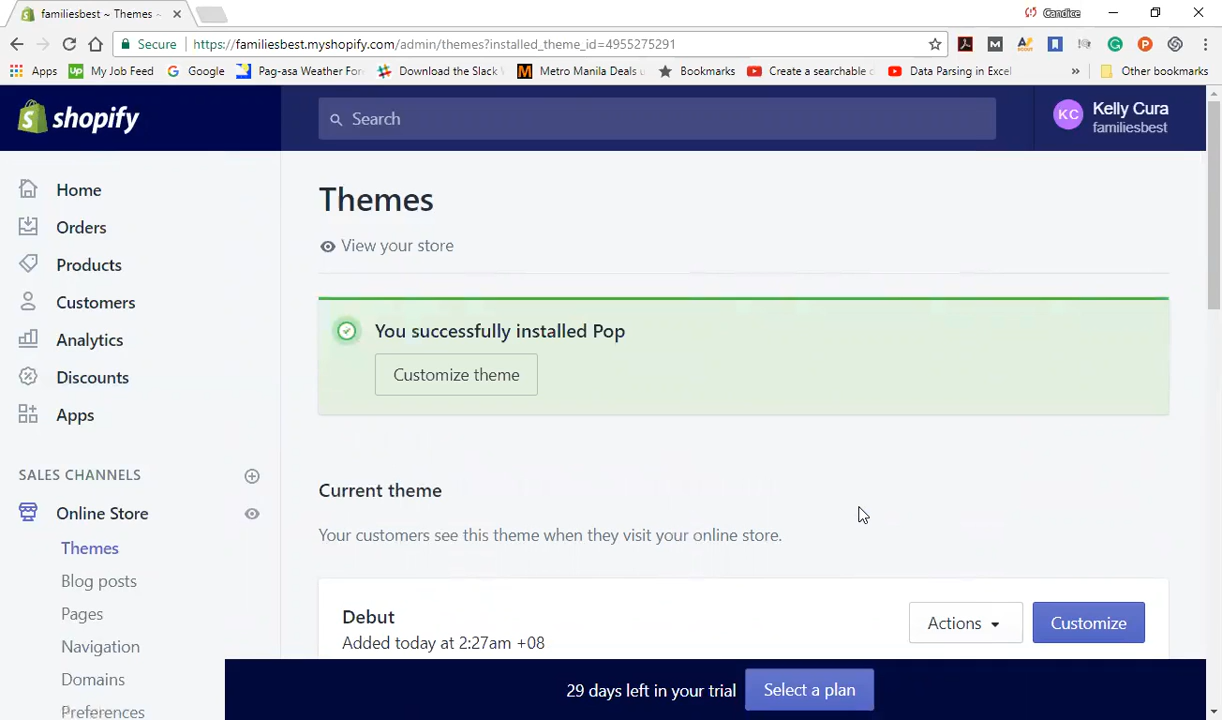 familiesbest ~ Themes ~
Candice
Secure
https://familiesbest.myshopify.com/admin/themes?installed_theme_id=4955275291
Apps
My Job Feed
Google
Pag-asa Weather For
Download the Slack
Metro Manila Deals
Bookmarks
Create a searchable
Data Parsing in Excel
»
Other bookmarks
shopify
Search
KC
Kelly Cura
familiesbest
Home
Orders
Products
Customers
Analytics
Discounts
Apps
SALES CHANNELS
Online Store
Themes
Blog posts
Pages
Navigation
Domains
Preferences
Themes
View your store
You successfully installed Pop
Customize theme
Current theme
Your customers see this theme when they visit your online store.
Debut
Added today at 2:27am +08
Actions
Customize
29 days left in your trial
Select a plan